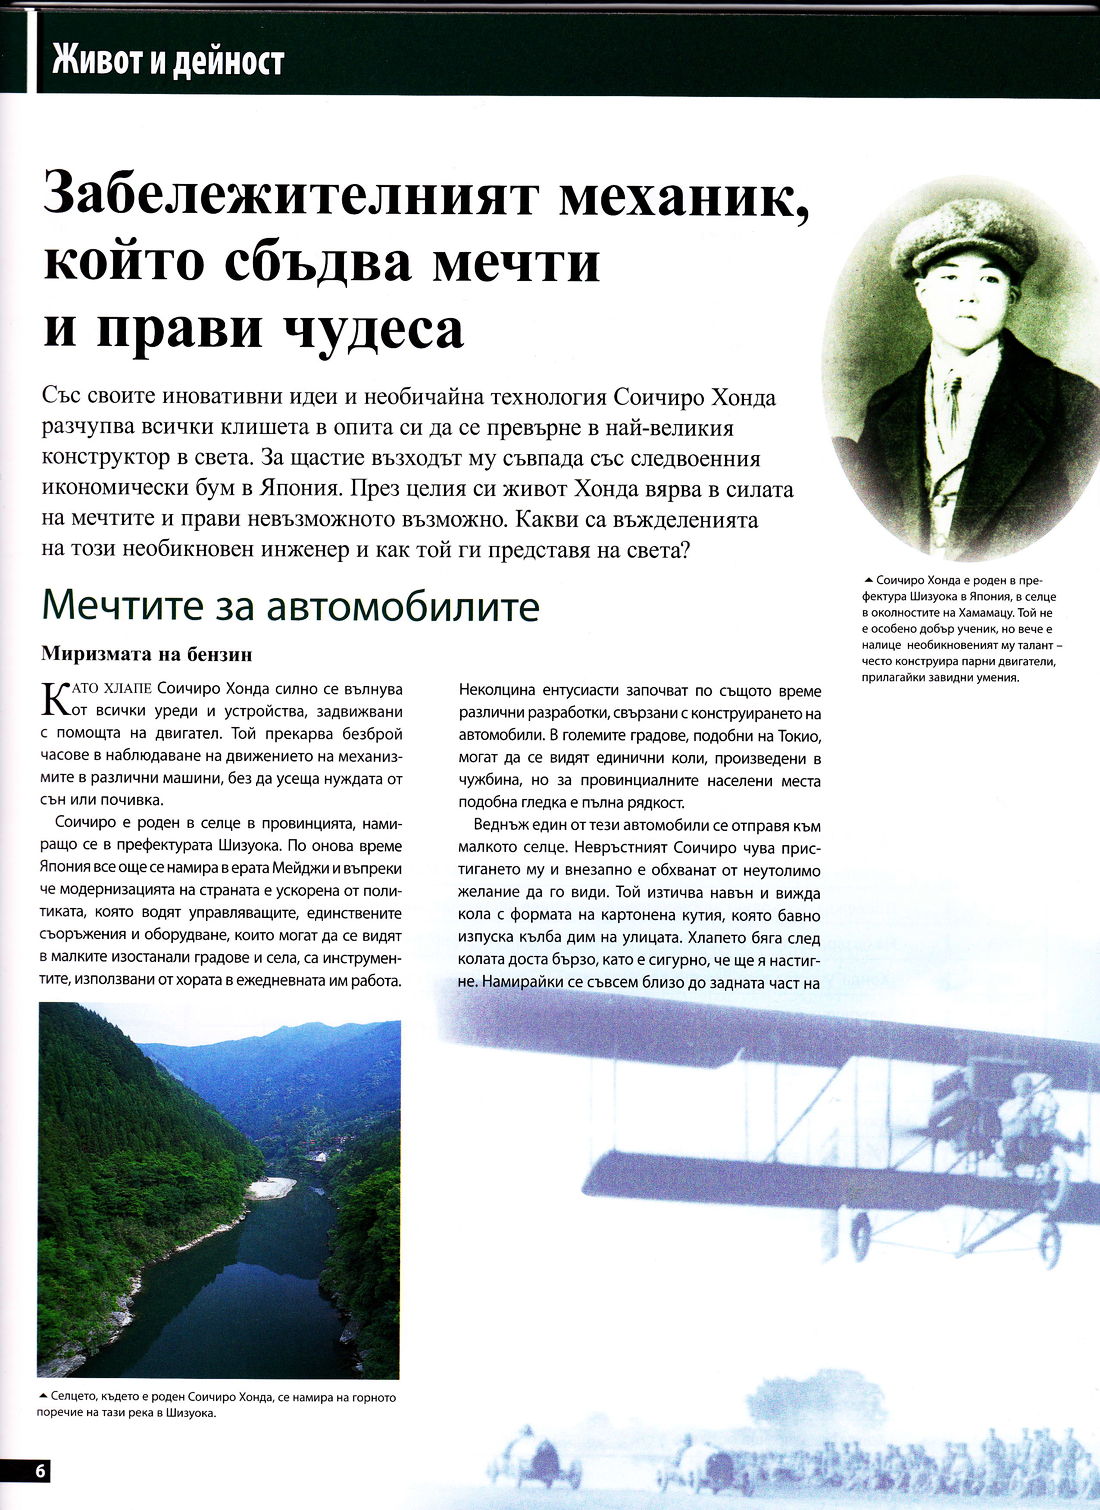 Живот и дейност
Забележителният механик,
който сбъдва мечти
и прави чудеса
Със своите иновативни идеи и необичайна технология Соичиро Хонда
разчупва всички клишета в опита си да се превърне в най-великия
конструктор в света. За щастие възходът му съвпада със следвоенния
икономически бум в Япония. През целия си живот Хонда вярва в силата
на мечтите и прави невъзможното възможно. Какви са въжделенията
на този необикновен инженер и как той ги представя на света?
Соичиро Хонда е роден в пре-
фектура Шизуока в Япония, в селце
в околностите на Хамамацу. Той не
е особено добър ученик, но вече е
налице необикновеният му талант –
често конструира парни двигатели,
прилагайки завидни умения.
Мечтите за автомобилите
Миризмата на бензин
КАТО ХЛАПЕ Соичиро Хонда силно се вълнува
от всички уреди и устройства, задвижвани
с помощта на двигател. Той прекарва безброй
часове в наблюдаване на движението на механиз-
мите в различни машини, без да усеща нуждата от
сън или почивка.
Соичиро е роден в селце в провинцията, нами-
ращо се в префектурата Шизуока. По онова време
Япония все още се намира в ерата Мейджи и въпреки
че модернизацията на страната е ускорена от поли-
тиката, която водят управляващите, единствените
съоръжения и оборудване, които могат да се видят
в малките изостанали градове и села, са инструмен-
тите, използвани от хората в ежедневната им работа.
Неколцина ентусиасти започват по същото време
различни разработки, свързани с конструирането на
автомобили. В големите градове, подобни на Токио,
могат да се видят единични коли, произведени в
чужбина, но за провинциалните населени места
подобна гледка е пълна рядкост.
Веднъж един от тези автомобили се отправя към
малкото селце. Невръстният Соичиро чува прис-
тигането му и внезапно е обхванат от неутолимо
желание да го види. Той изтичва навън и вижда
кола с формата на картонена кутия, която бавно
изпуска кълба дим на улицата. Хлапето бяга след
колата доста бързо, като е сигурно, че ще я настиг-
не. Намирайки се съвсем близо до задната част на
Селцето, където е роден Соичиро Хонда, се намира на горното
поречие на тази река в Шизуока.
6